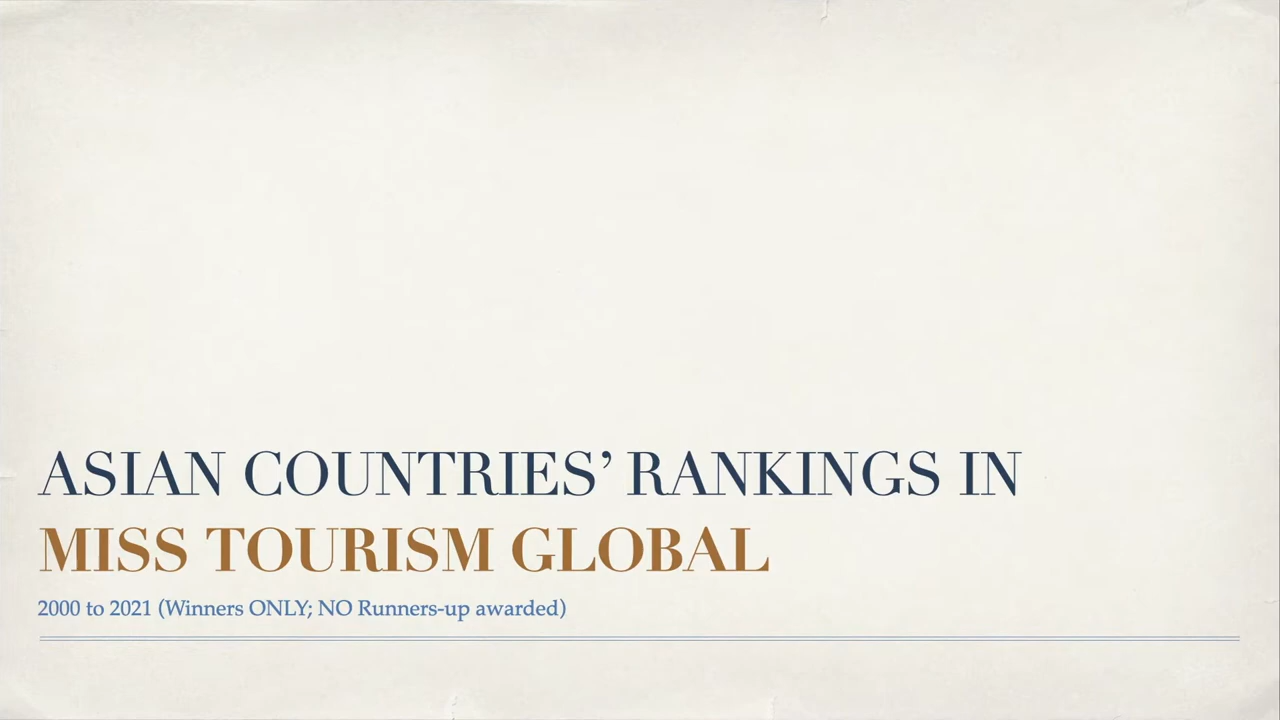 ASIAN COUNTRIES’ RANKINGS IN
MISS TOURISM GLOBAL
2000 to 2021 (Winners ONLY; NO Runners-up awarded)